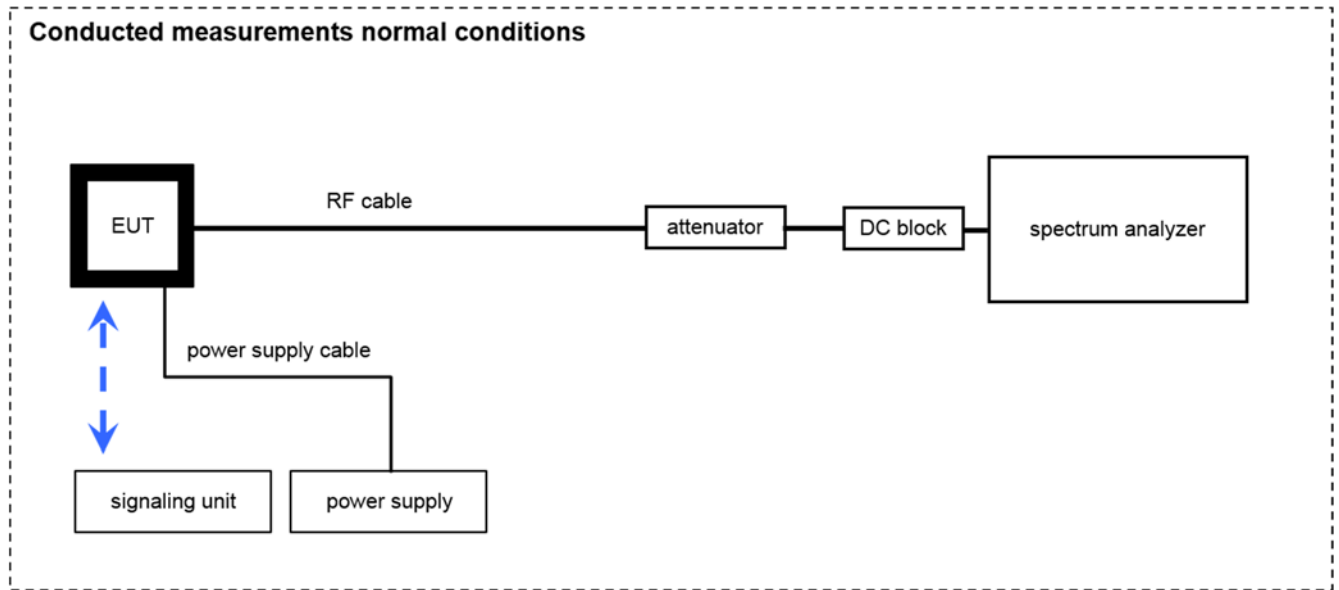 Conducted measurements normal conditions
RF cable
EUT
attenuator
DC block
spectrum analyzer
power supply cable
signaling unit
power supply